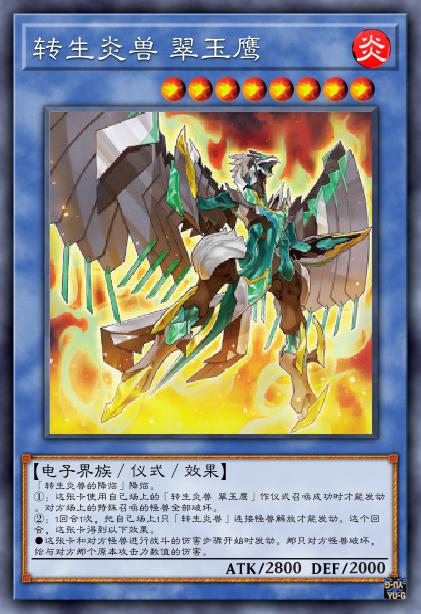 转生炎兽 翠玉鹰
炎
【电子界族／仪式／效果】
「转生炎兽的降临」降临。
①：这张卡使用自己场上的「转生炎兽 翠玉鹰」作仪式召唤成功时才能发动
。对方场上的特殊召唤的怪兽全部破坏。
②：1回合1次，把自己场上1只「转生炎兽」连接怪兽解放才能发动。这个回
合，这张卡得到以下效果。
●这张卡和对方怪兽进行战斗的伤害步骤开始时发动。那只对方怪兽破坏，
给与对方那个原本攻击力数值的伤害。
ATK/2800 DEF/2000